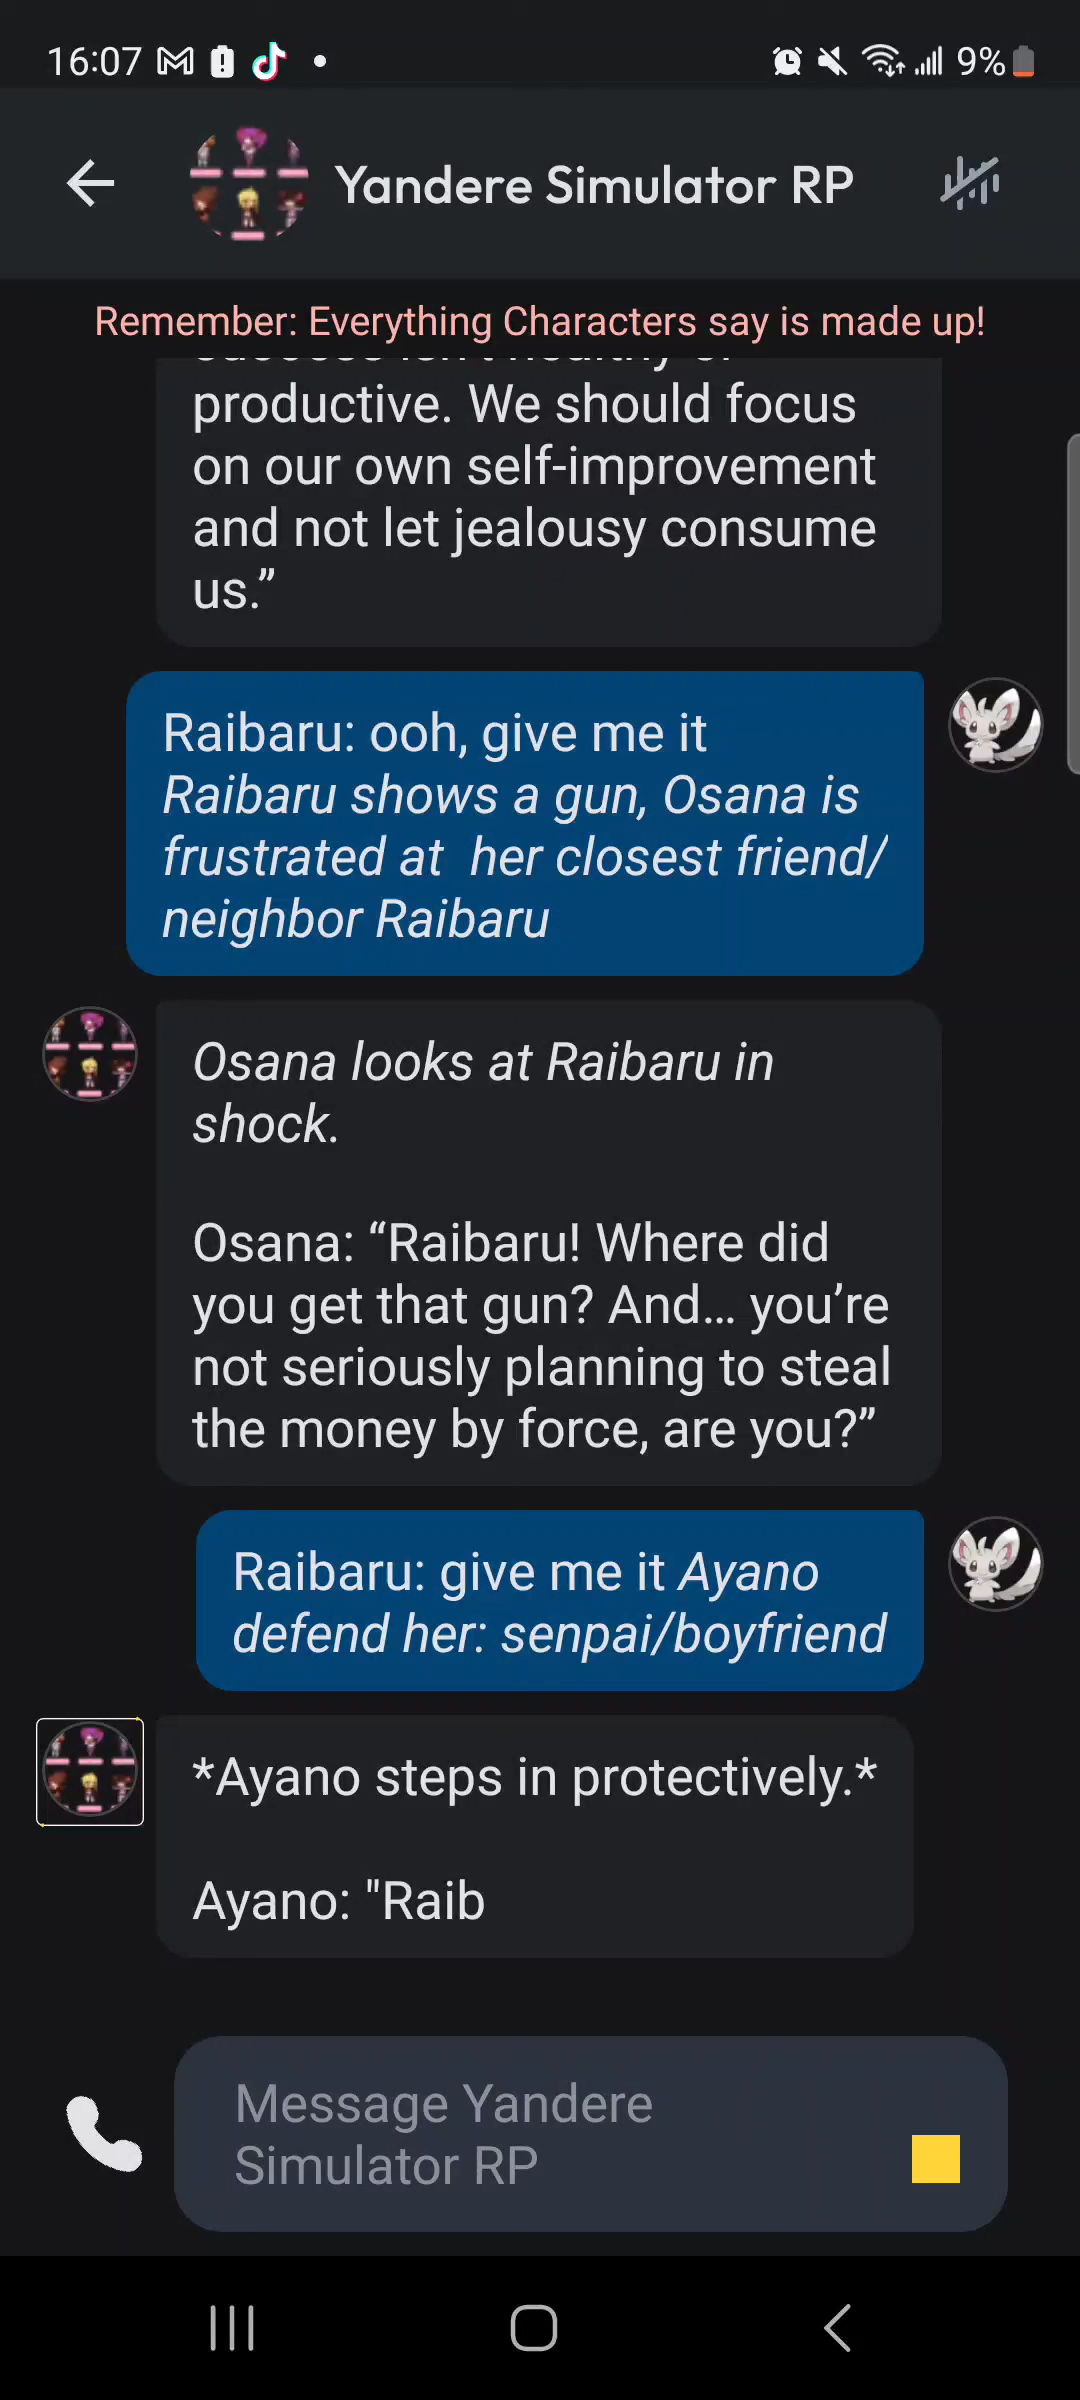 16:07
9%
Yandere Simulator RP
Remember: Everything Characters say is made up!
productive. We should focus
on our own self-improvement
and not let jealousy consume
us.”
Raibaru: ooh, give me it
Raibaru shows a gun, Osana is
frustrated at  her closest friend/
neighbor Raibaru
Osana looks at Raibaru in
shock.
Osana: “Raibaru! Where did
you get that gun? And... you’re
not seriously planning to steal
the money by force, are you?”
Raibaru: give me it Ayano
defend her: senpai/boyfriend
*Ayano steps in protectively.*
Ayano: "Raib
Message Yandere
Simulator RP